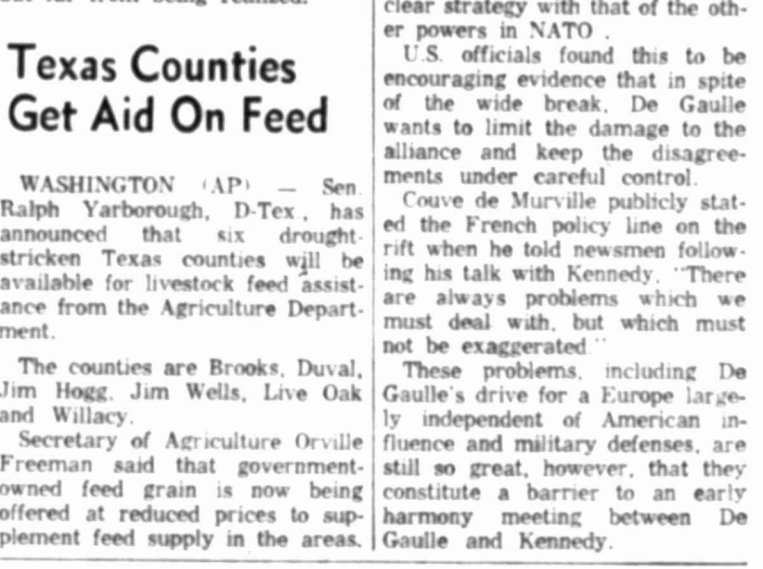 Texas Counties
Get Aid On Feed
WASHINGTON (AP) — Sen.
Ralph Yarborough, D-Tex., has
announced that six drought-
stricken Texas counties will be
available for livestock feed assist-
ance from the Agriculture Depart-
ment.
The counties are Brooks, Duval,
Jim Hogg, Jim Wells, Live Oak
and Willacy.
Secretary of Agriculture Orville
Freeman said that government-
owned feed grain is now being
offered at reduced prices to sup-
plement feed supply in the areas.
clear strategy with that of the oth-
er powers in NATO .
U.S. officials found this to be
encouraging evidence that in spite
of the wide break, De Gaulle
wants to limit the damage to the
alliance and keep the disagree-
ments under careful control.
Couve de Murville publicly stat-
ed the French policy line on the
rift when he told newsmen follow-
ing his talk with Kennedy, "There
are always problems which we
must deal with, but which must
not be exaggerated."
These problems, including De
Gaulle's drive for a Europe large-
ly independent of American in-
fluence and military defenses, are
still so great, however, that they
constitute a barrier to an early
harmony meeting between De
Gaulle and Kennedy.